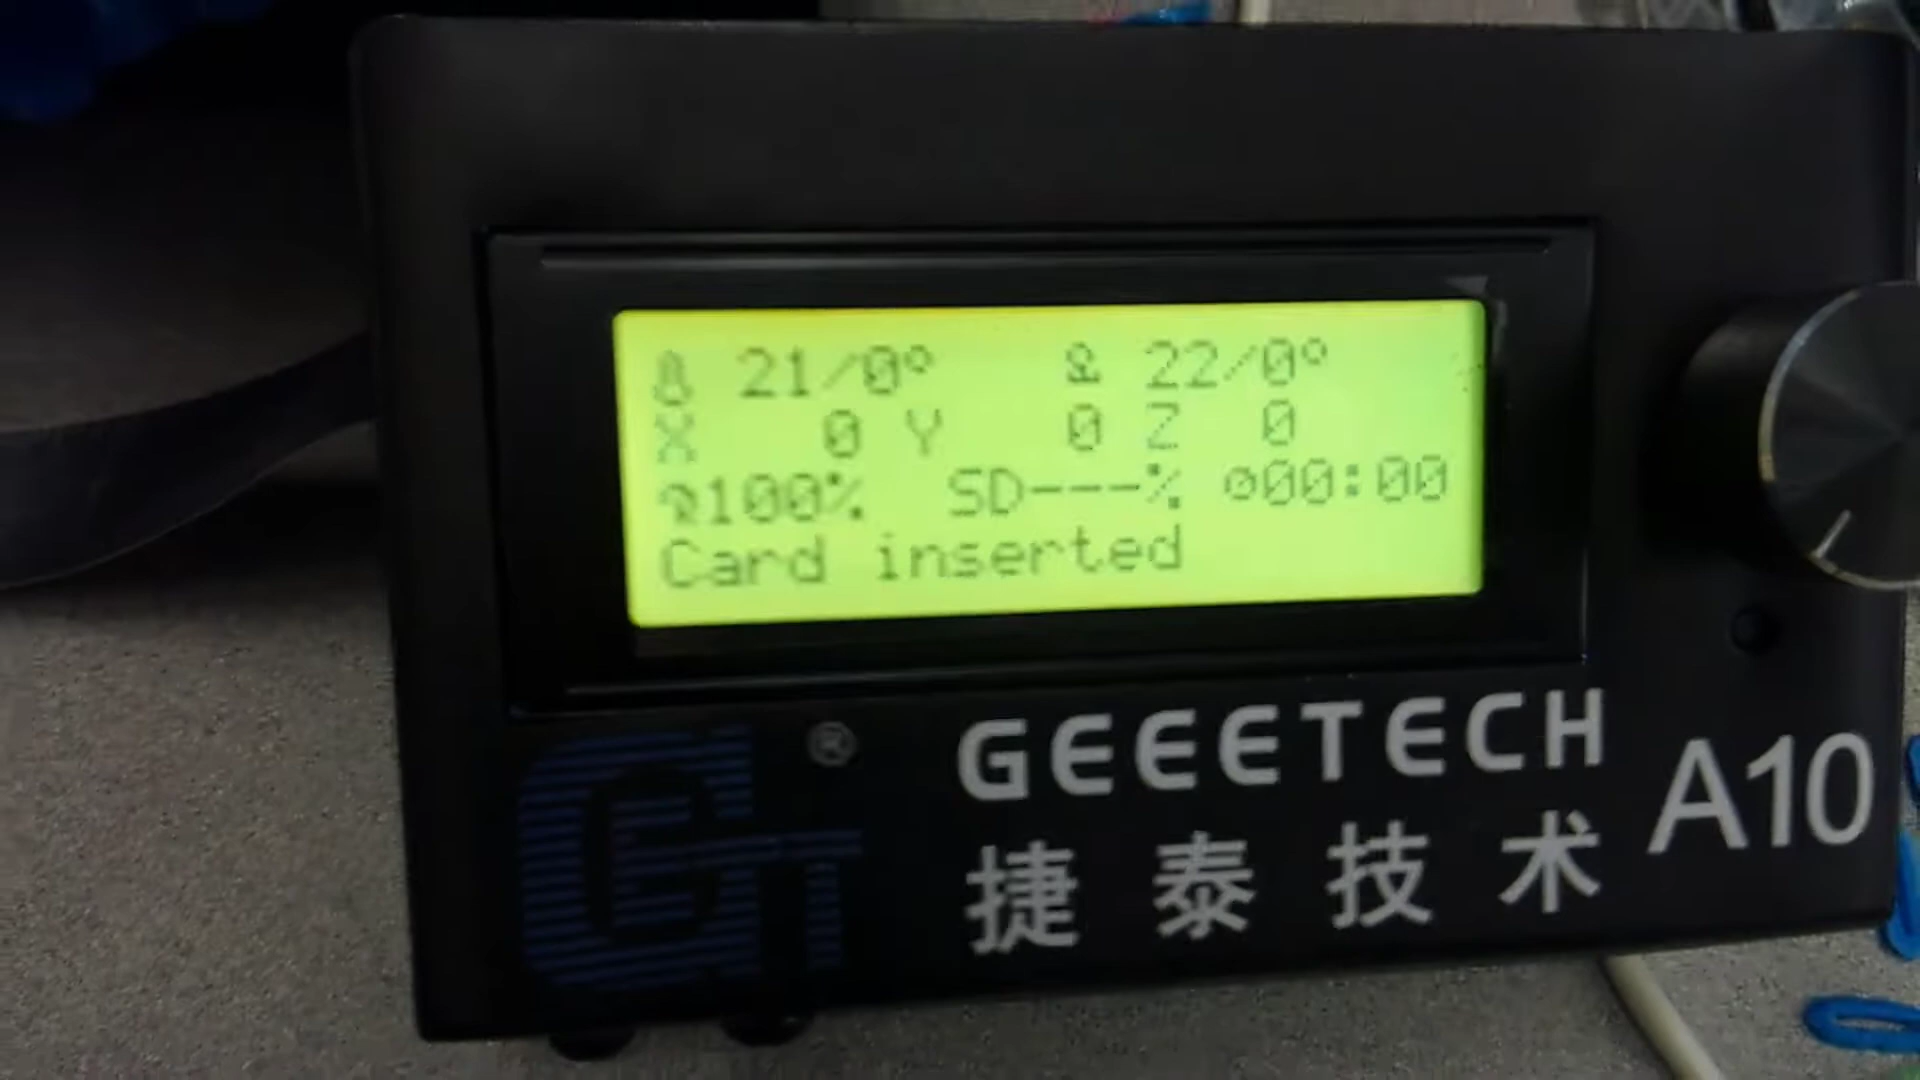 21/0° 22/0°
X 0 Y 0 Z 0
100% SD---% 00:00
Card inserted
GT ®
GEEETECH
A10
捷泰技术